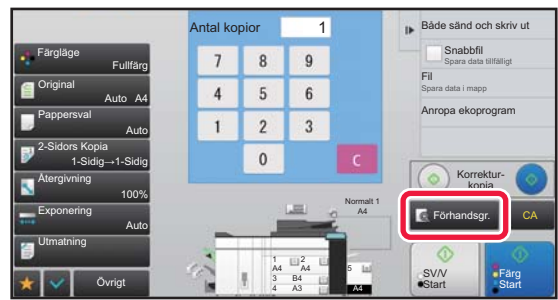 Antal kopior 1
Både sänd och skriv ut
Snabbfil
Spara data tillfälligt
Fil
Spara data i mapp
Anropa ekoprogram
Färgläge
Fullfärg
Original
Auto A4
Pappersval
Auto
2-Sidors Kopia
1-Sidig→1-Sidig
Återgivning
100%
Exponering
Auto
Utmatning
Övrigt
7 8 9
4 5 6
1 2 3
0 C
Normalt 1
A4
1 A4 2 A4
3 B4
4 A3
5 A4
Korrektur-
kopia
Förhandsgr.
CA
SV/V
Start
Färg
Start